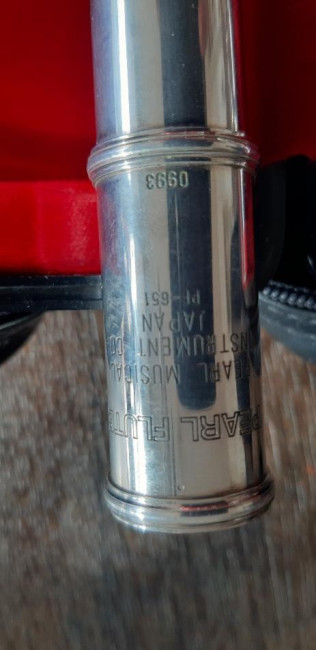 PEARL FLUTE
PEARL MUSICAL
INSTRUMENT CO
JAPAN
PF-651
0993